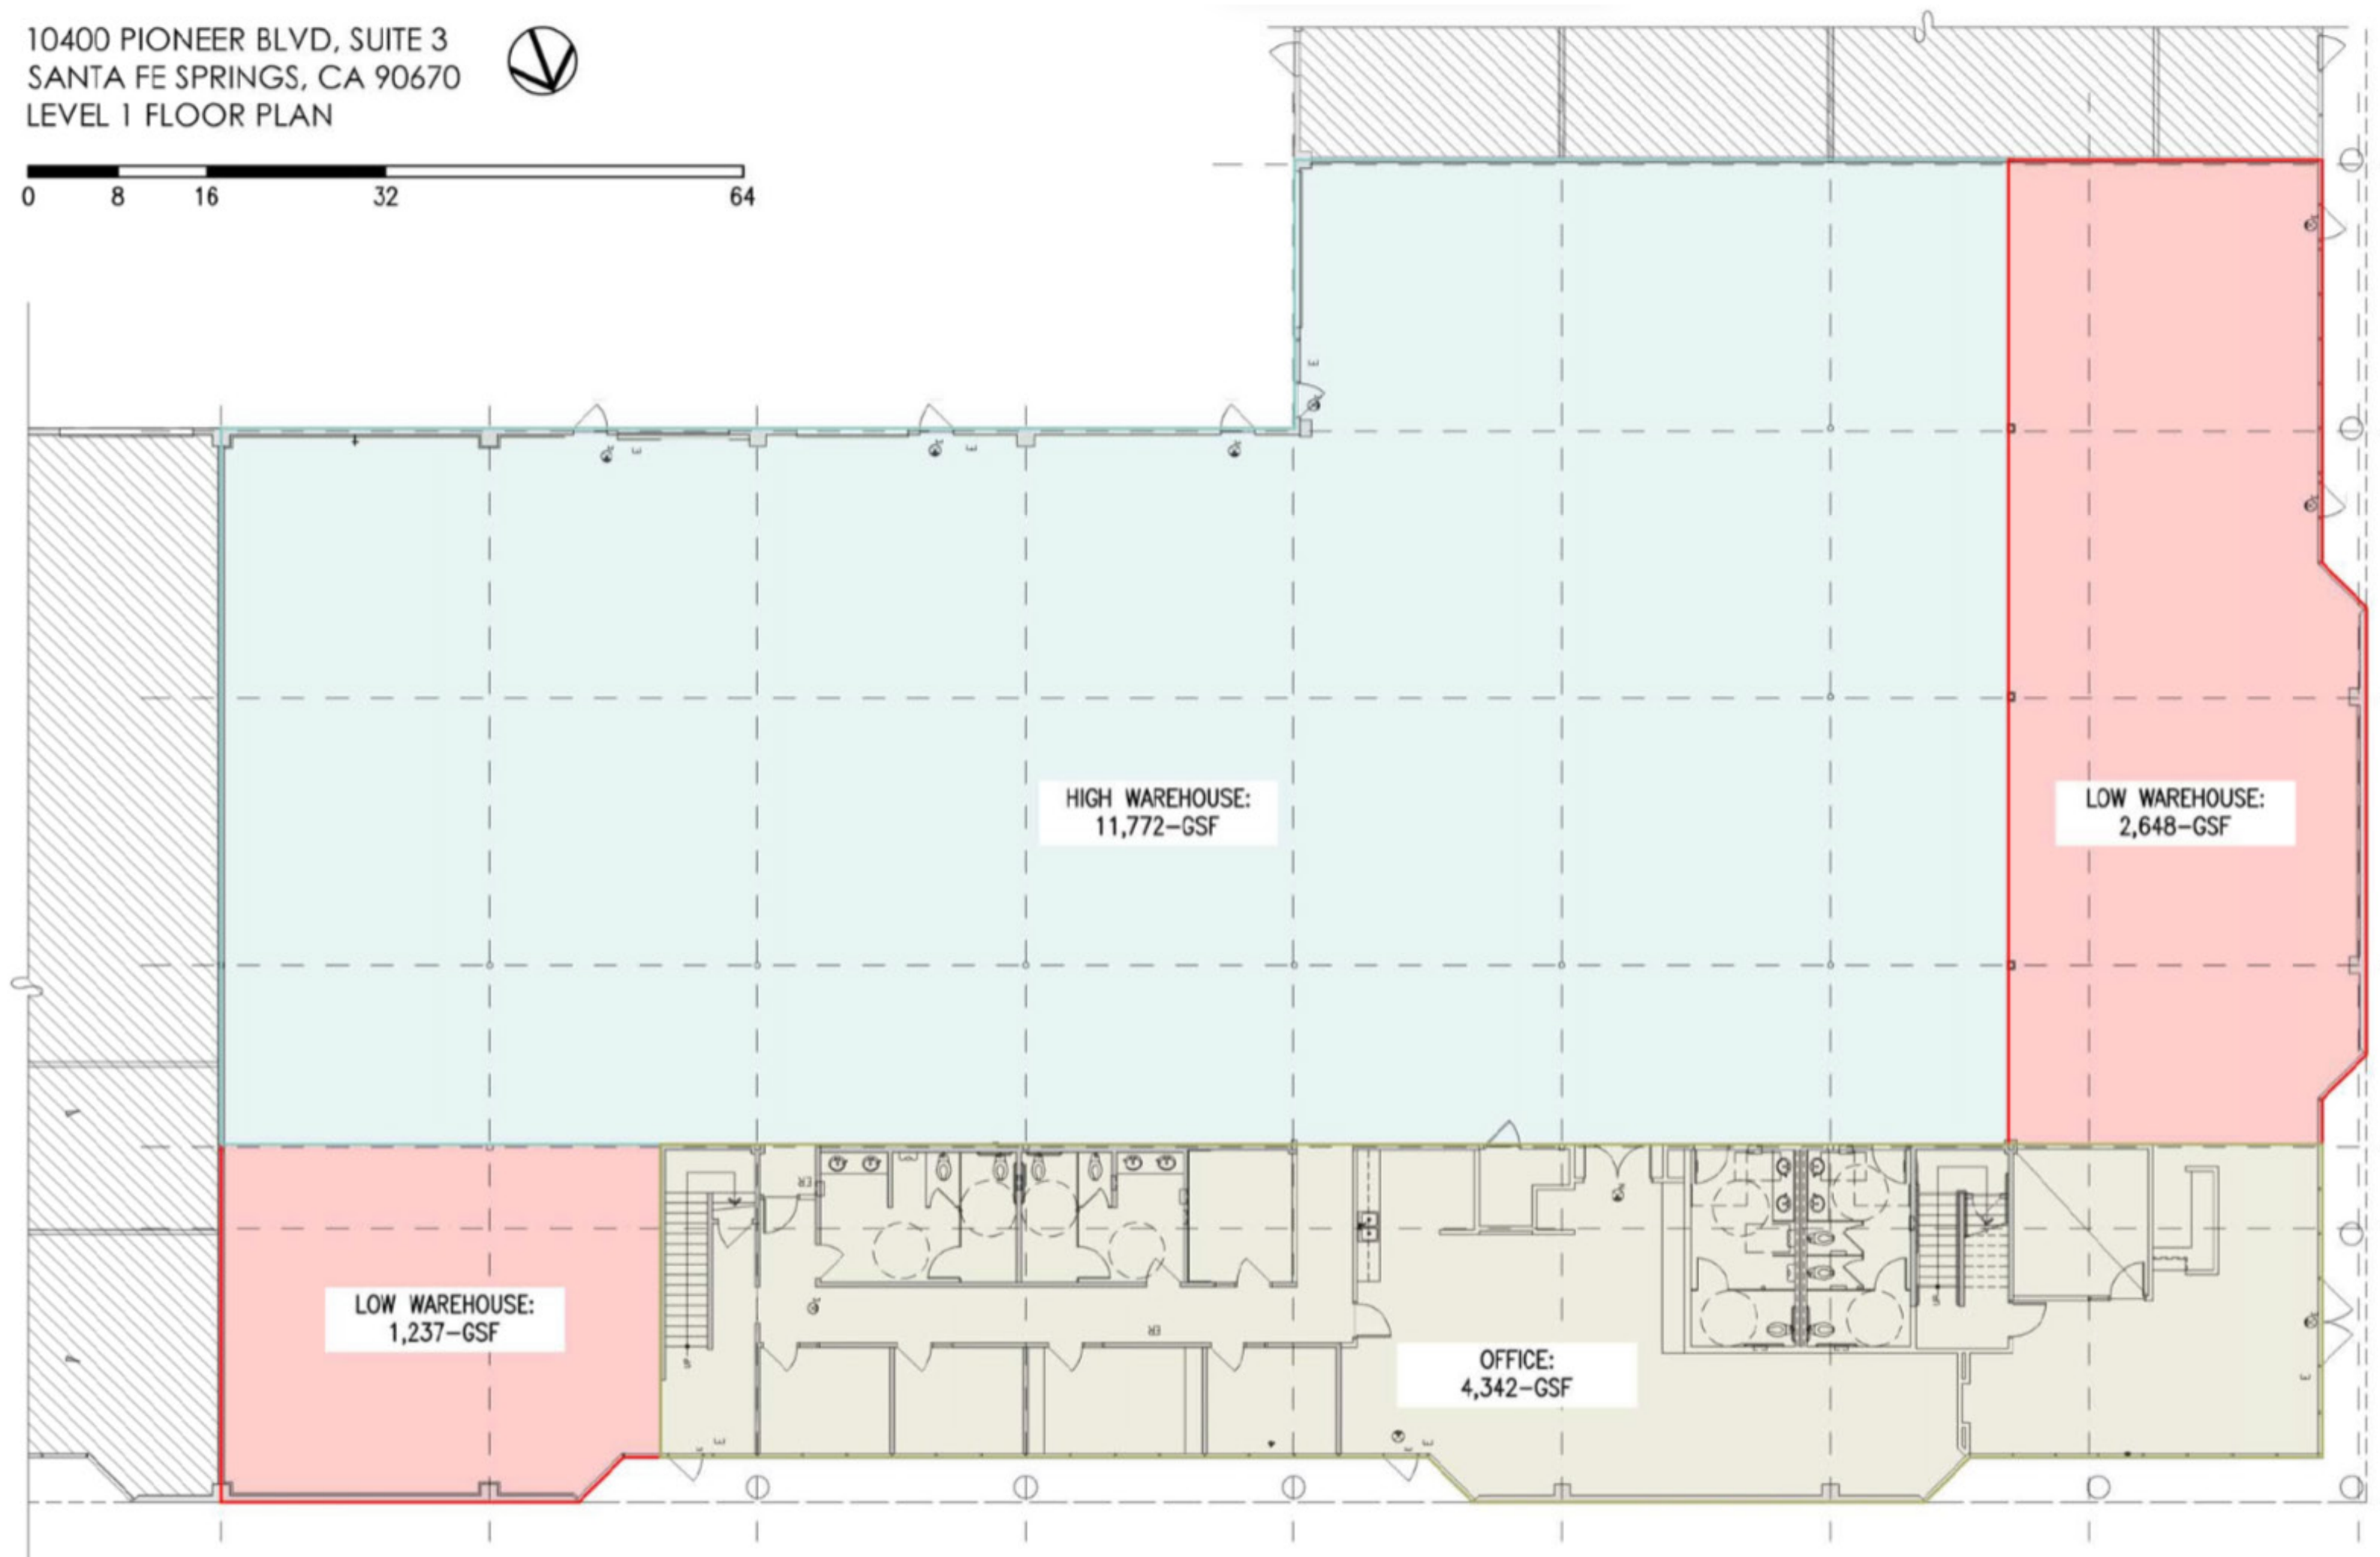 10400 PIONEER BLVD, SUITE 3
SANTA FE SPRINGS, CA 90670
LEVEL 1 FLOOR PLAN
0 8 16 32 64
HIGH WAREHOUSE:
11,772-GSF
LOW WAREHOUSE:
2,648-GSF
LOW WAREHOUSE:
1,237-GSF
OFFICE:
4,342-GSF